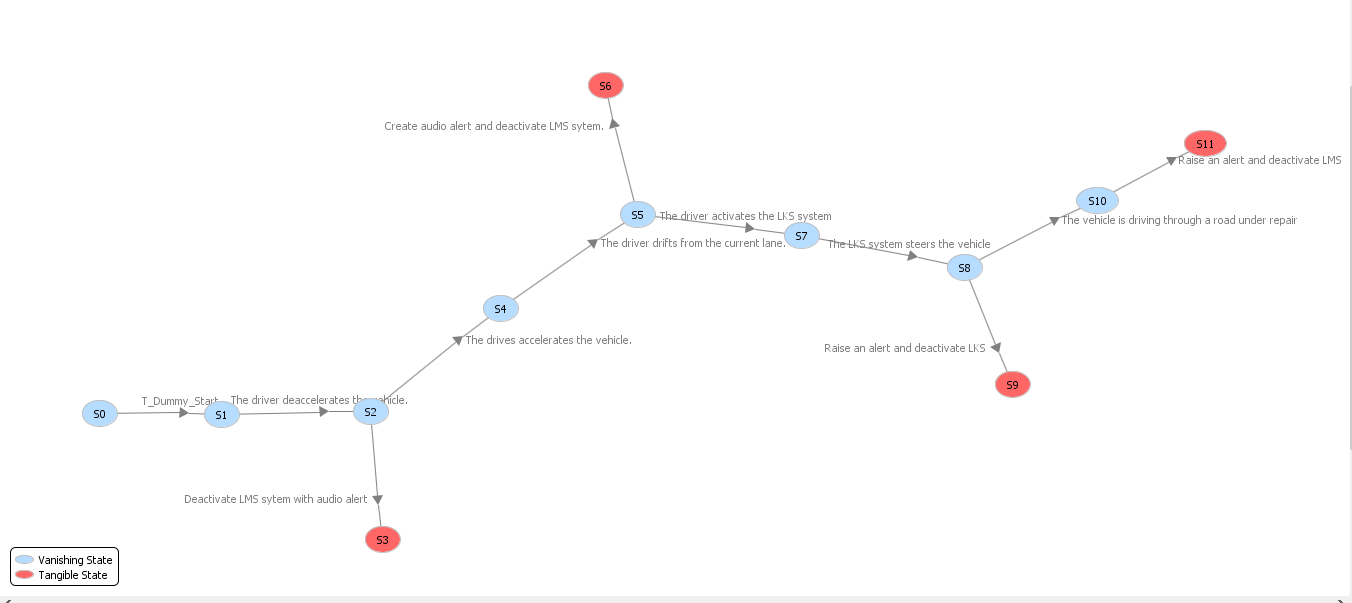 S6
Create audio alert and deactivate LMS sytem.
S11
Raise an alert and deactivate LMS
S10
The vehicle is driving through a road under repair
S5
The driver activates the LKS system
S7
The driver drifts from the current lane.
The LKS system steers the vehicle
S8
S4
The drives accelerates the vehicle.
Raise an alert and deactivate LKS
S9
S0
T_Dummy_Start
S1
The driver deaccelerates the vehicle.
S2
Deactivate LMS sytem with audio alert
S3
Vanishing State
Tangible State